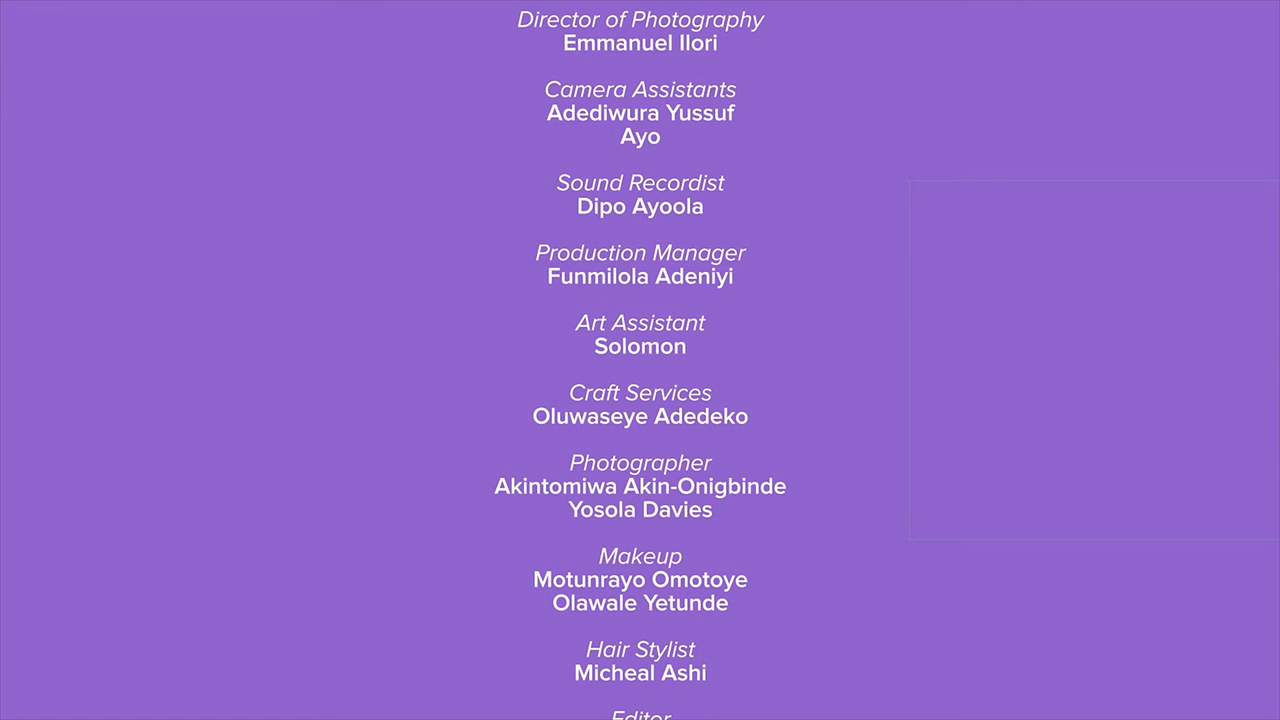 Director of Photography
Emmanuel Ilori
Camera Assistants
Adediwura Yussuf
Ayo
Sound Recordist
Dipo Ayoola
Production Manager
Funmilola Adeniyi
Art Assistant
Solomon
Craft Services
Oluwaseye Adedeko
Photographer
Akintomiwa Akin-Onigbinde
Yosola Davies
Makeup
Motunrayo Omotoye
Olawale Yetunde
Hair Stylist
Micheal Ashi
Editor